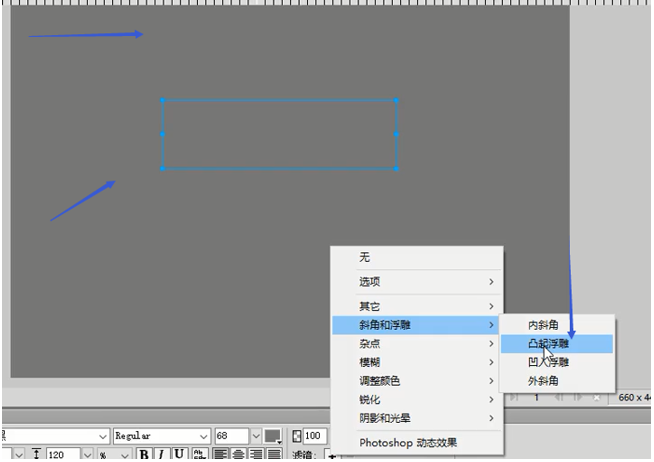 无
选项
其它
斜角和浮雕
内斜角
杂点
凸起浮雕
模糊
凹入浮雕
调整颜色
外斜角
锐化
1
660 x 44
阴影和光晕
Regular
68
100
Photoshop 动态效果
120
%
B I U
滤镜: